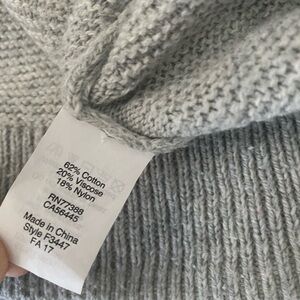 62% Cotton
20% Viscose
18% Nylon
RN77388
CA56445
Made in China
Style F3447
FA 17